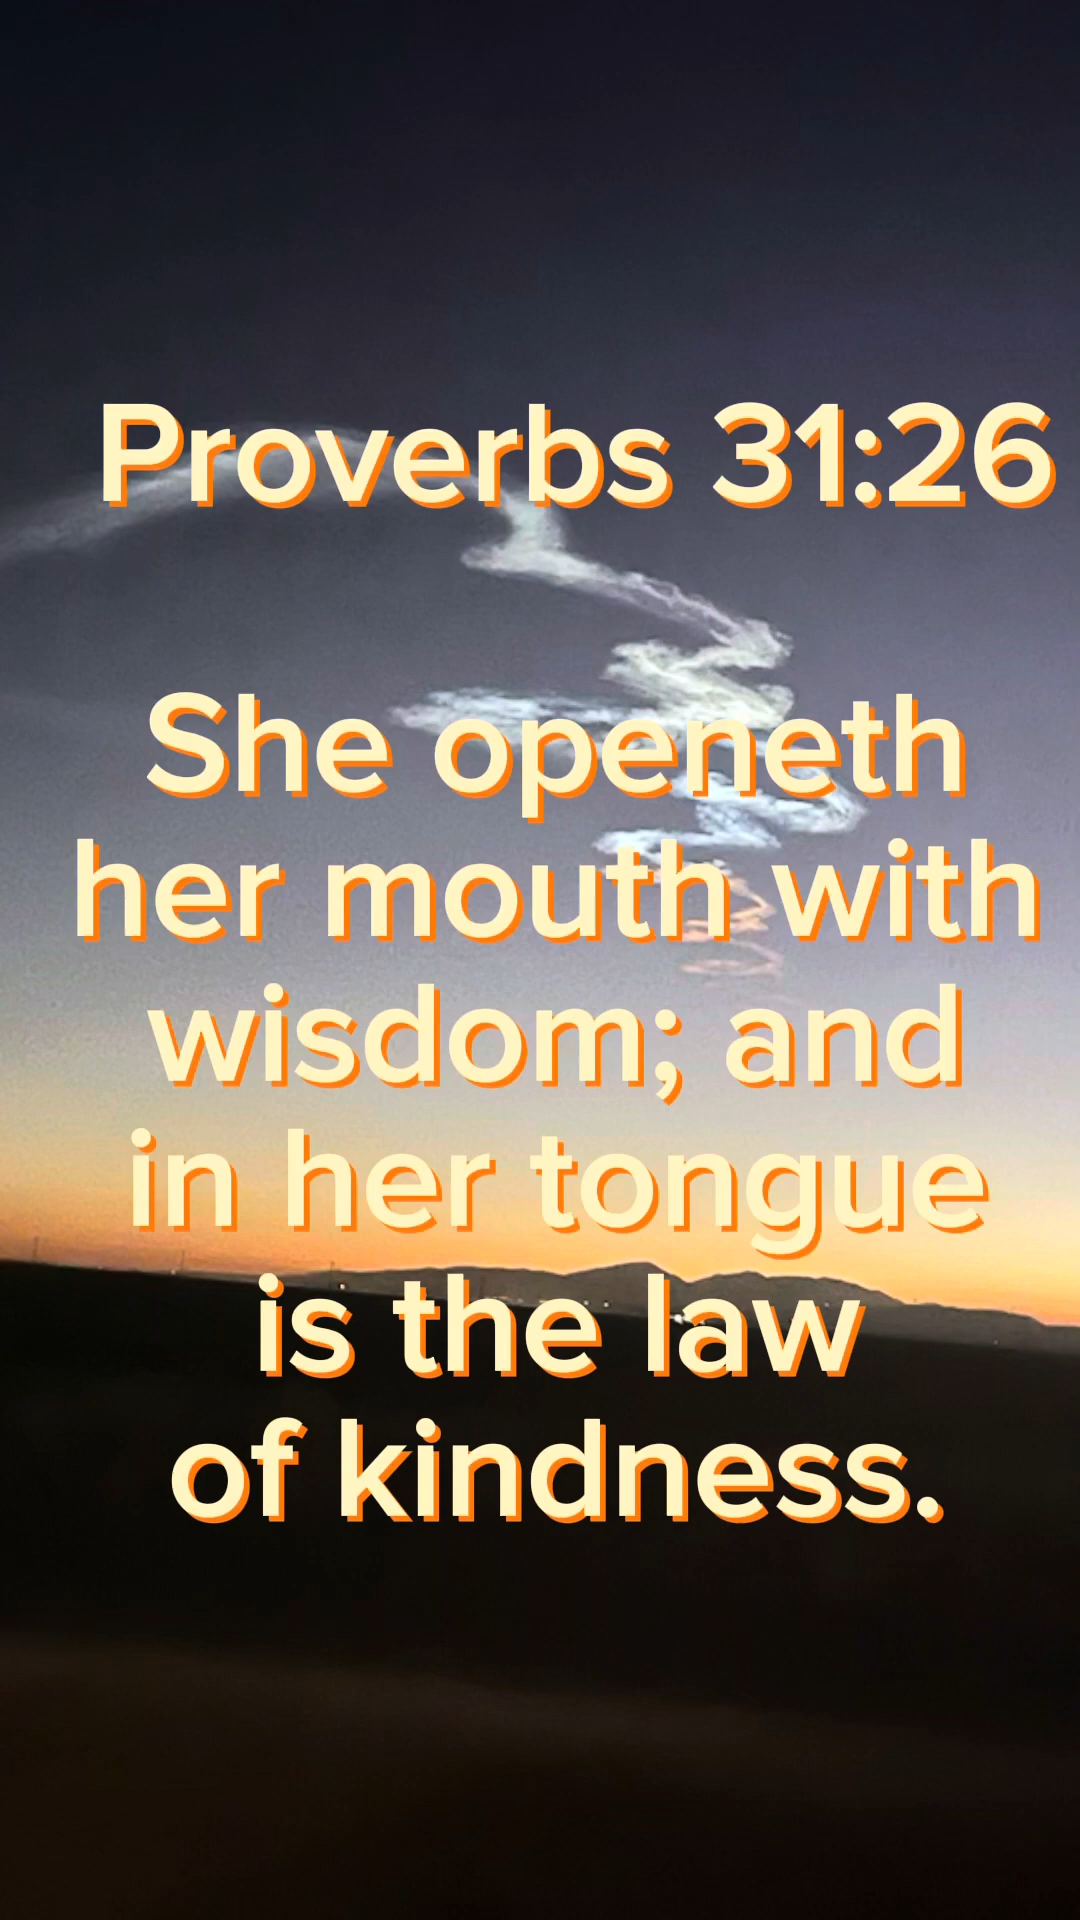 Proverbs 31:26
She openeth
her mouth with
wisdom; and
in her tongue
is the law
of kindness.